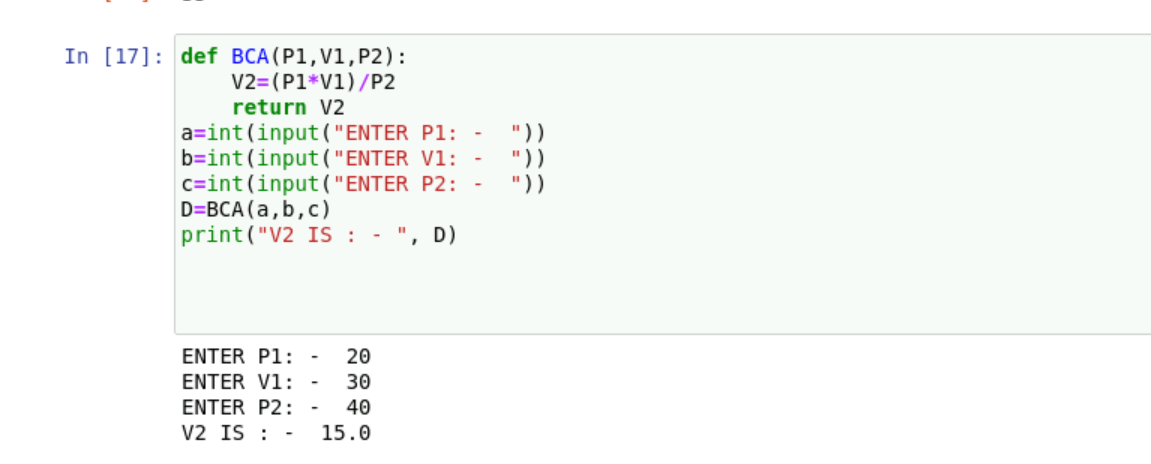 In [17]: def BCA(P1,V1,P2):
    V2=(P1*V1)/P2
    return V2
a=int(input("ENTER P1: -  "))
b=int(input("ENTER V1: -  "))
c=int(input("ENTER P2: -  "))
D=BCA(a,b,c)
print("V2 IS : - ", D)
ENTER P1: -  20
ENTER V1: -  30
ENTER P2: -  40
V2 IS : -  15.0